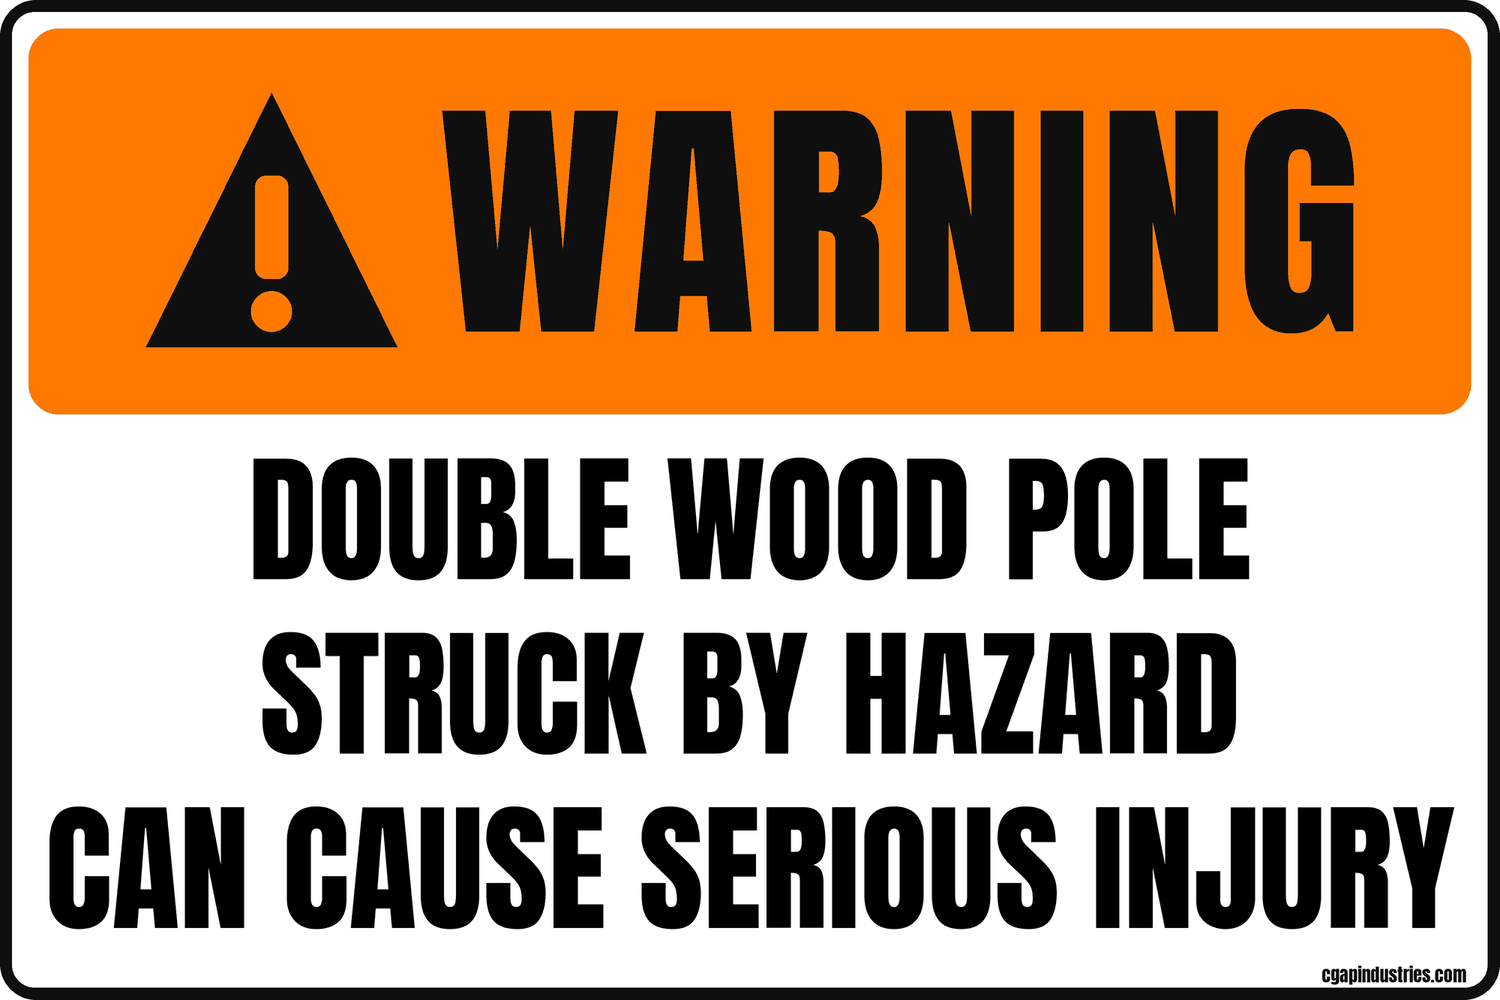 WARNING
DOUBLE WOOD POLE
STRUCK BY HAZARD
CAN CAUSE SERIOUS INJURY
cgapindustries.com